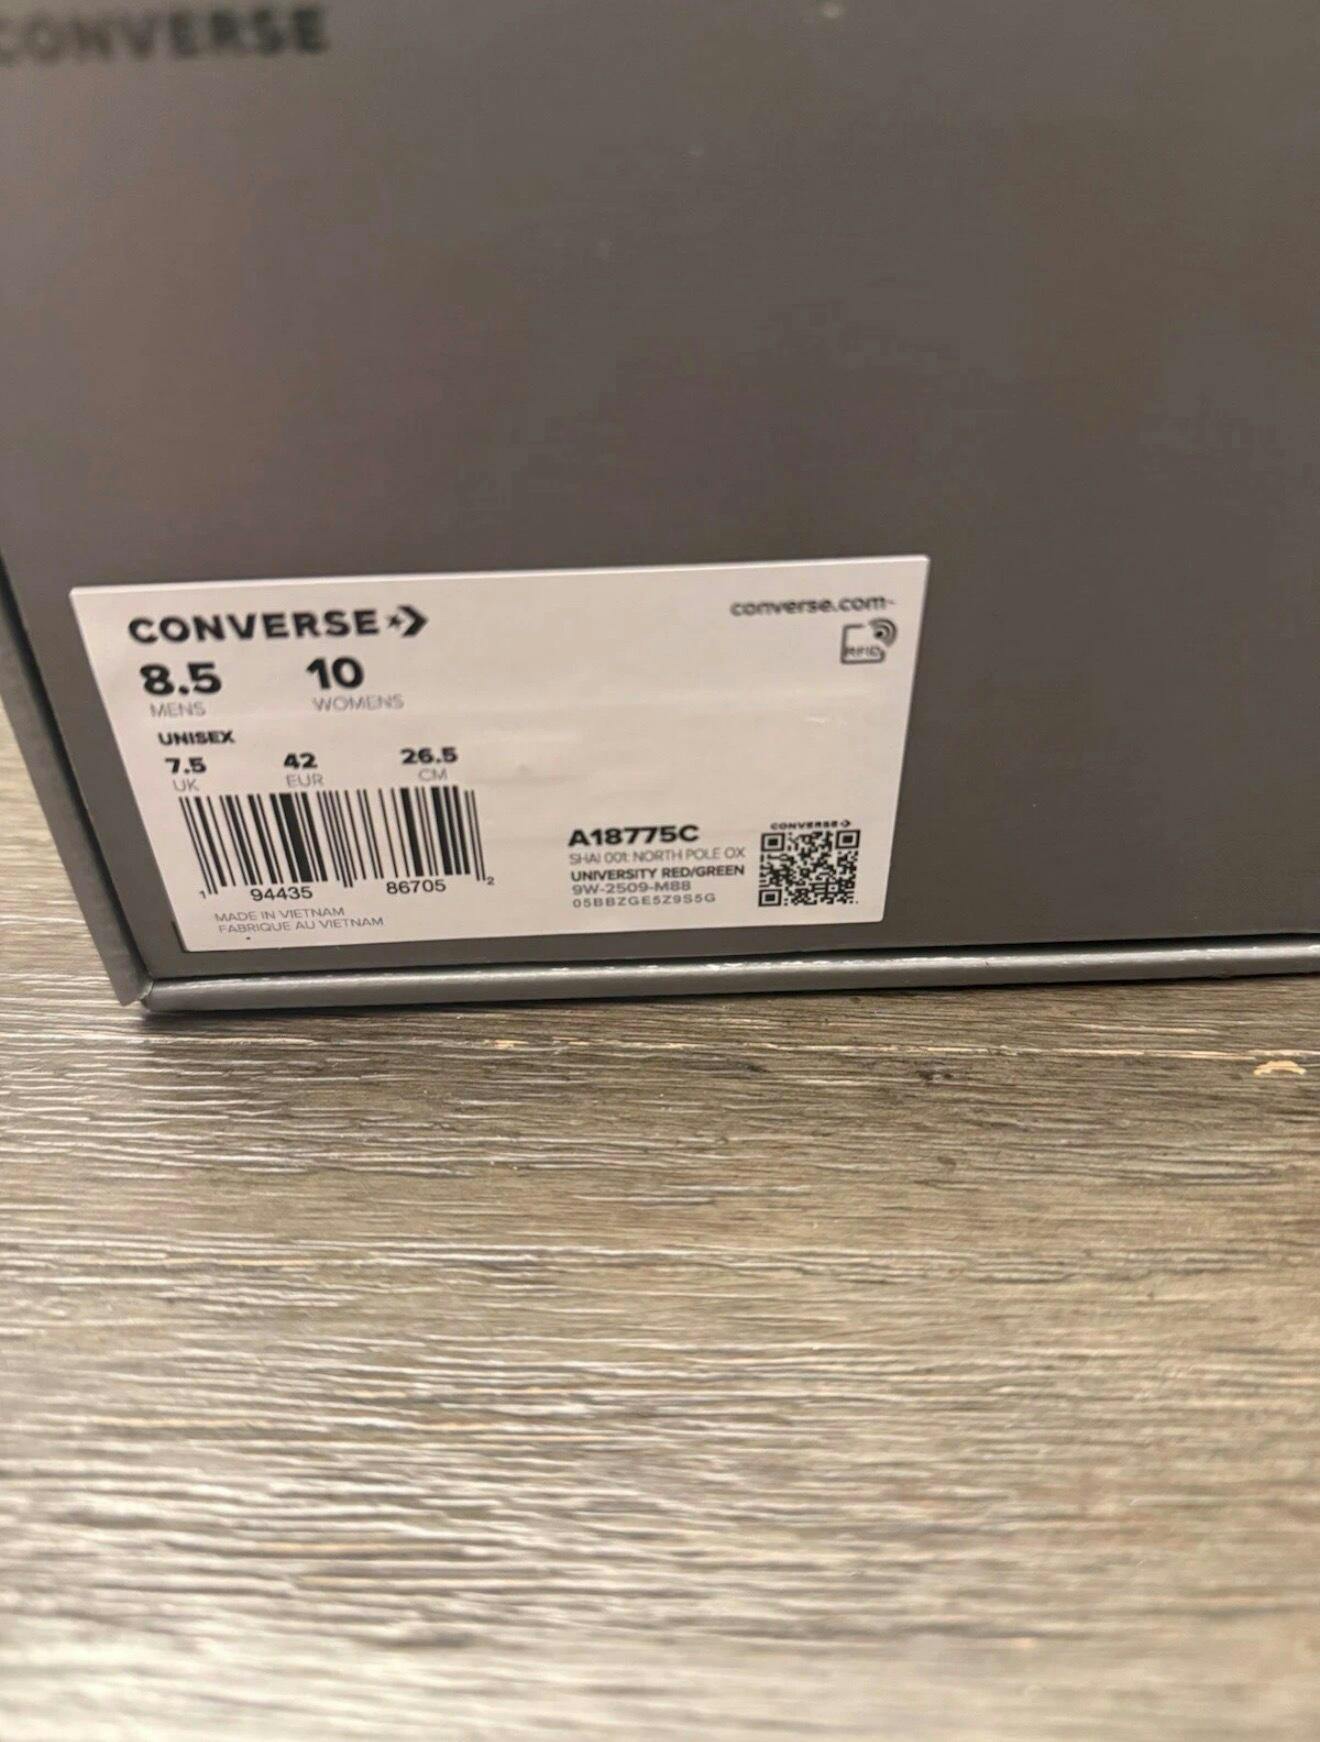 CONVERSE
CONVERSE
converse.com
RFID
8.5 10
MENS WOMENS
UNISEX
7.5 42 26.5
UK EUR CM
1 94435 86705 2
MADE IN VIETNAM
FABRIQUE AU VIETNAM
A18775C
SHAI 001: NORTH POLE OX
UNIVERSITY RED/GREEN
9W-2509-M88
05BBZGE5Z9S5G
CONVERSE